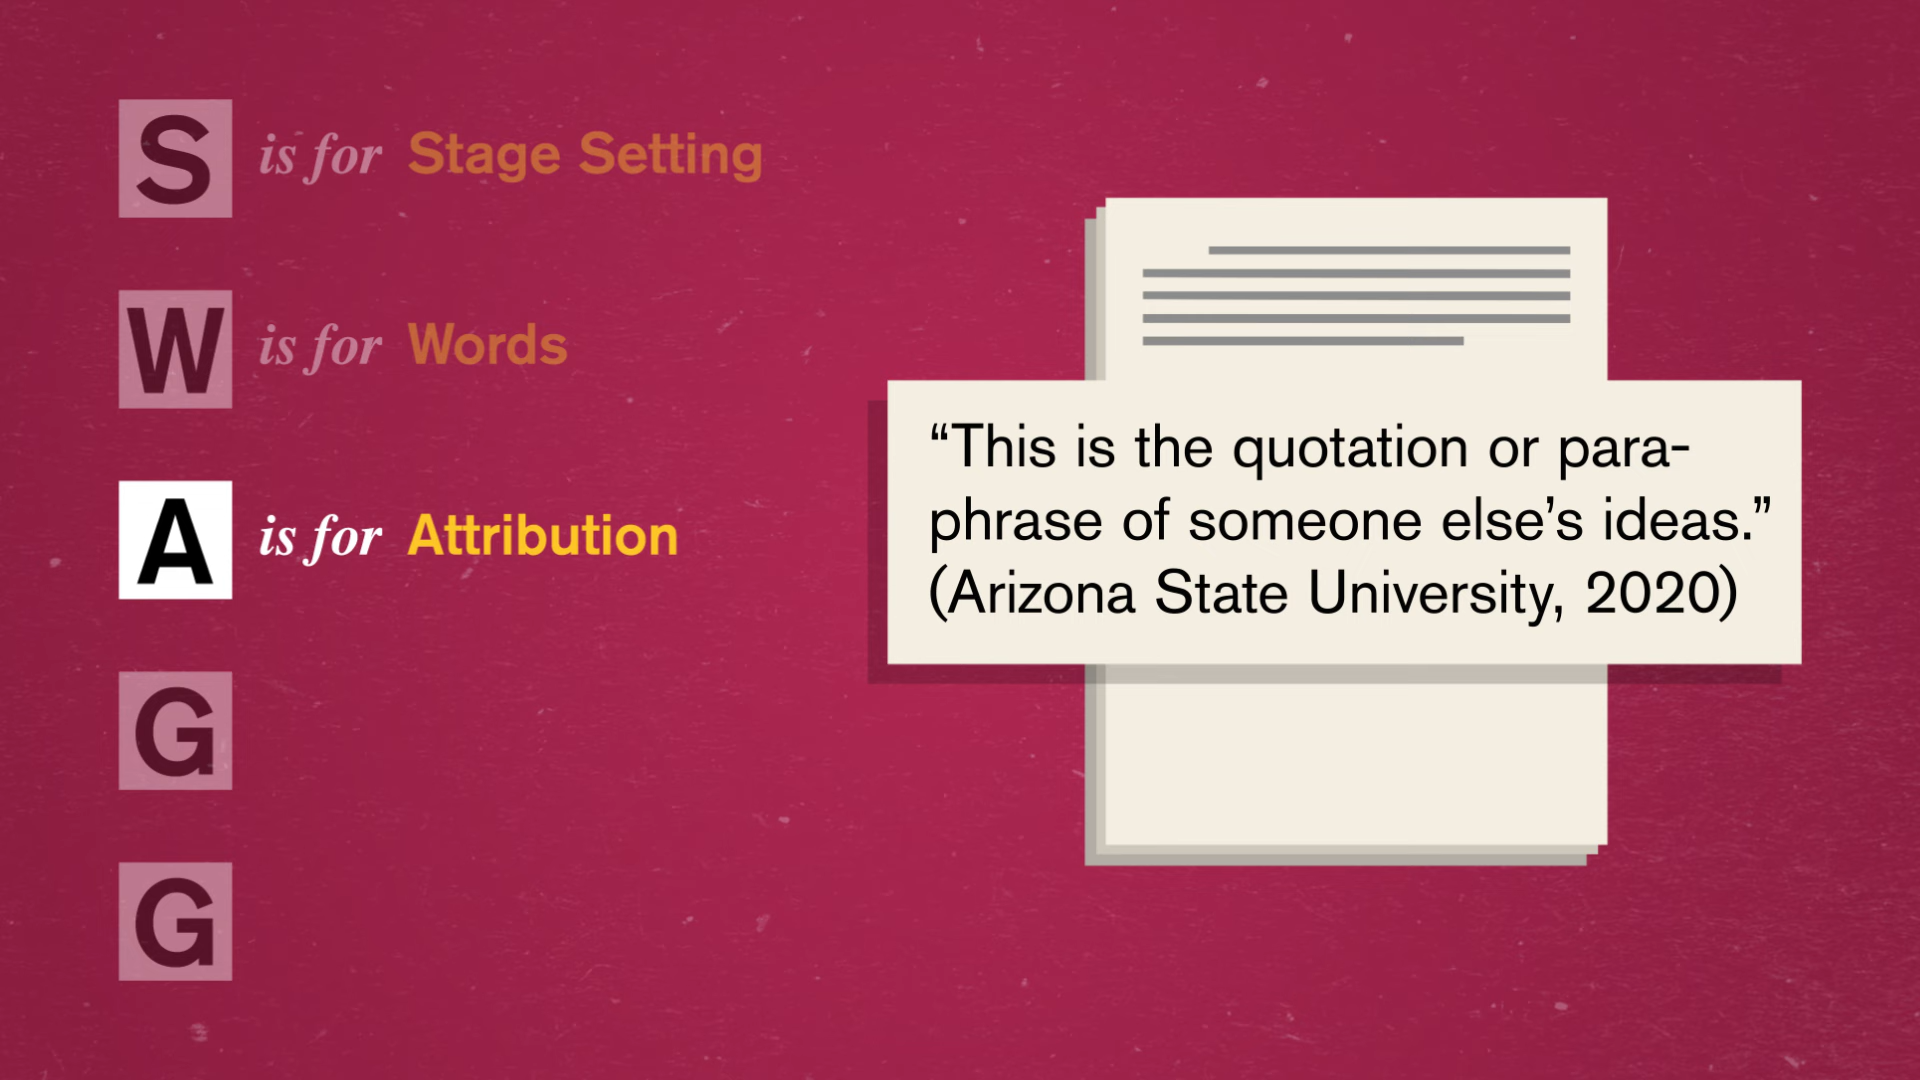 S is for Stage Setting
W is for Words
A is for Attribution
G
G
“This is the quotation or para-
phrase of someone else’s ideas.”
(Arizona State University, 2020)